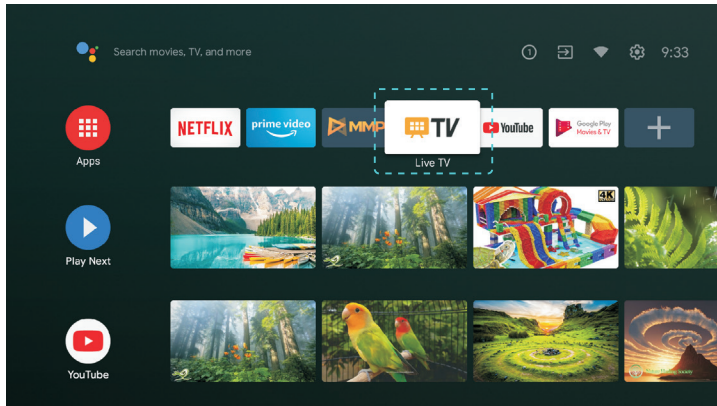 Search movies, TV, and more
1
9:33
Apps
NETFLIX
prime video
MMP
TV
YouTube
Google Play
Movies & TV
Live TV
Play Next
4K
YouTube